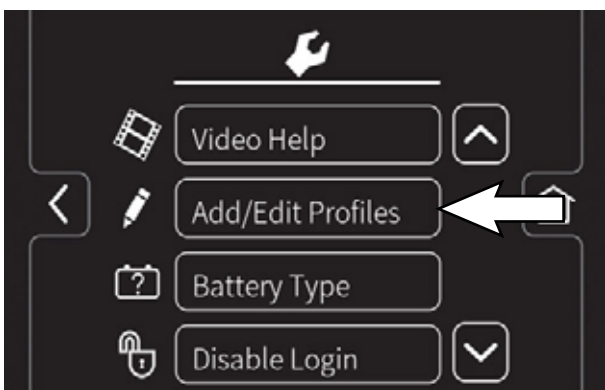 Video Help
Add/Edit Profiles
Battery Type
Disable Login